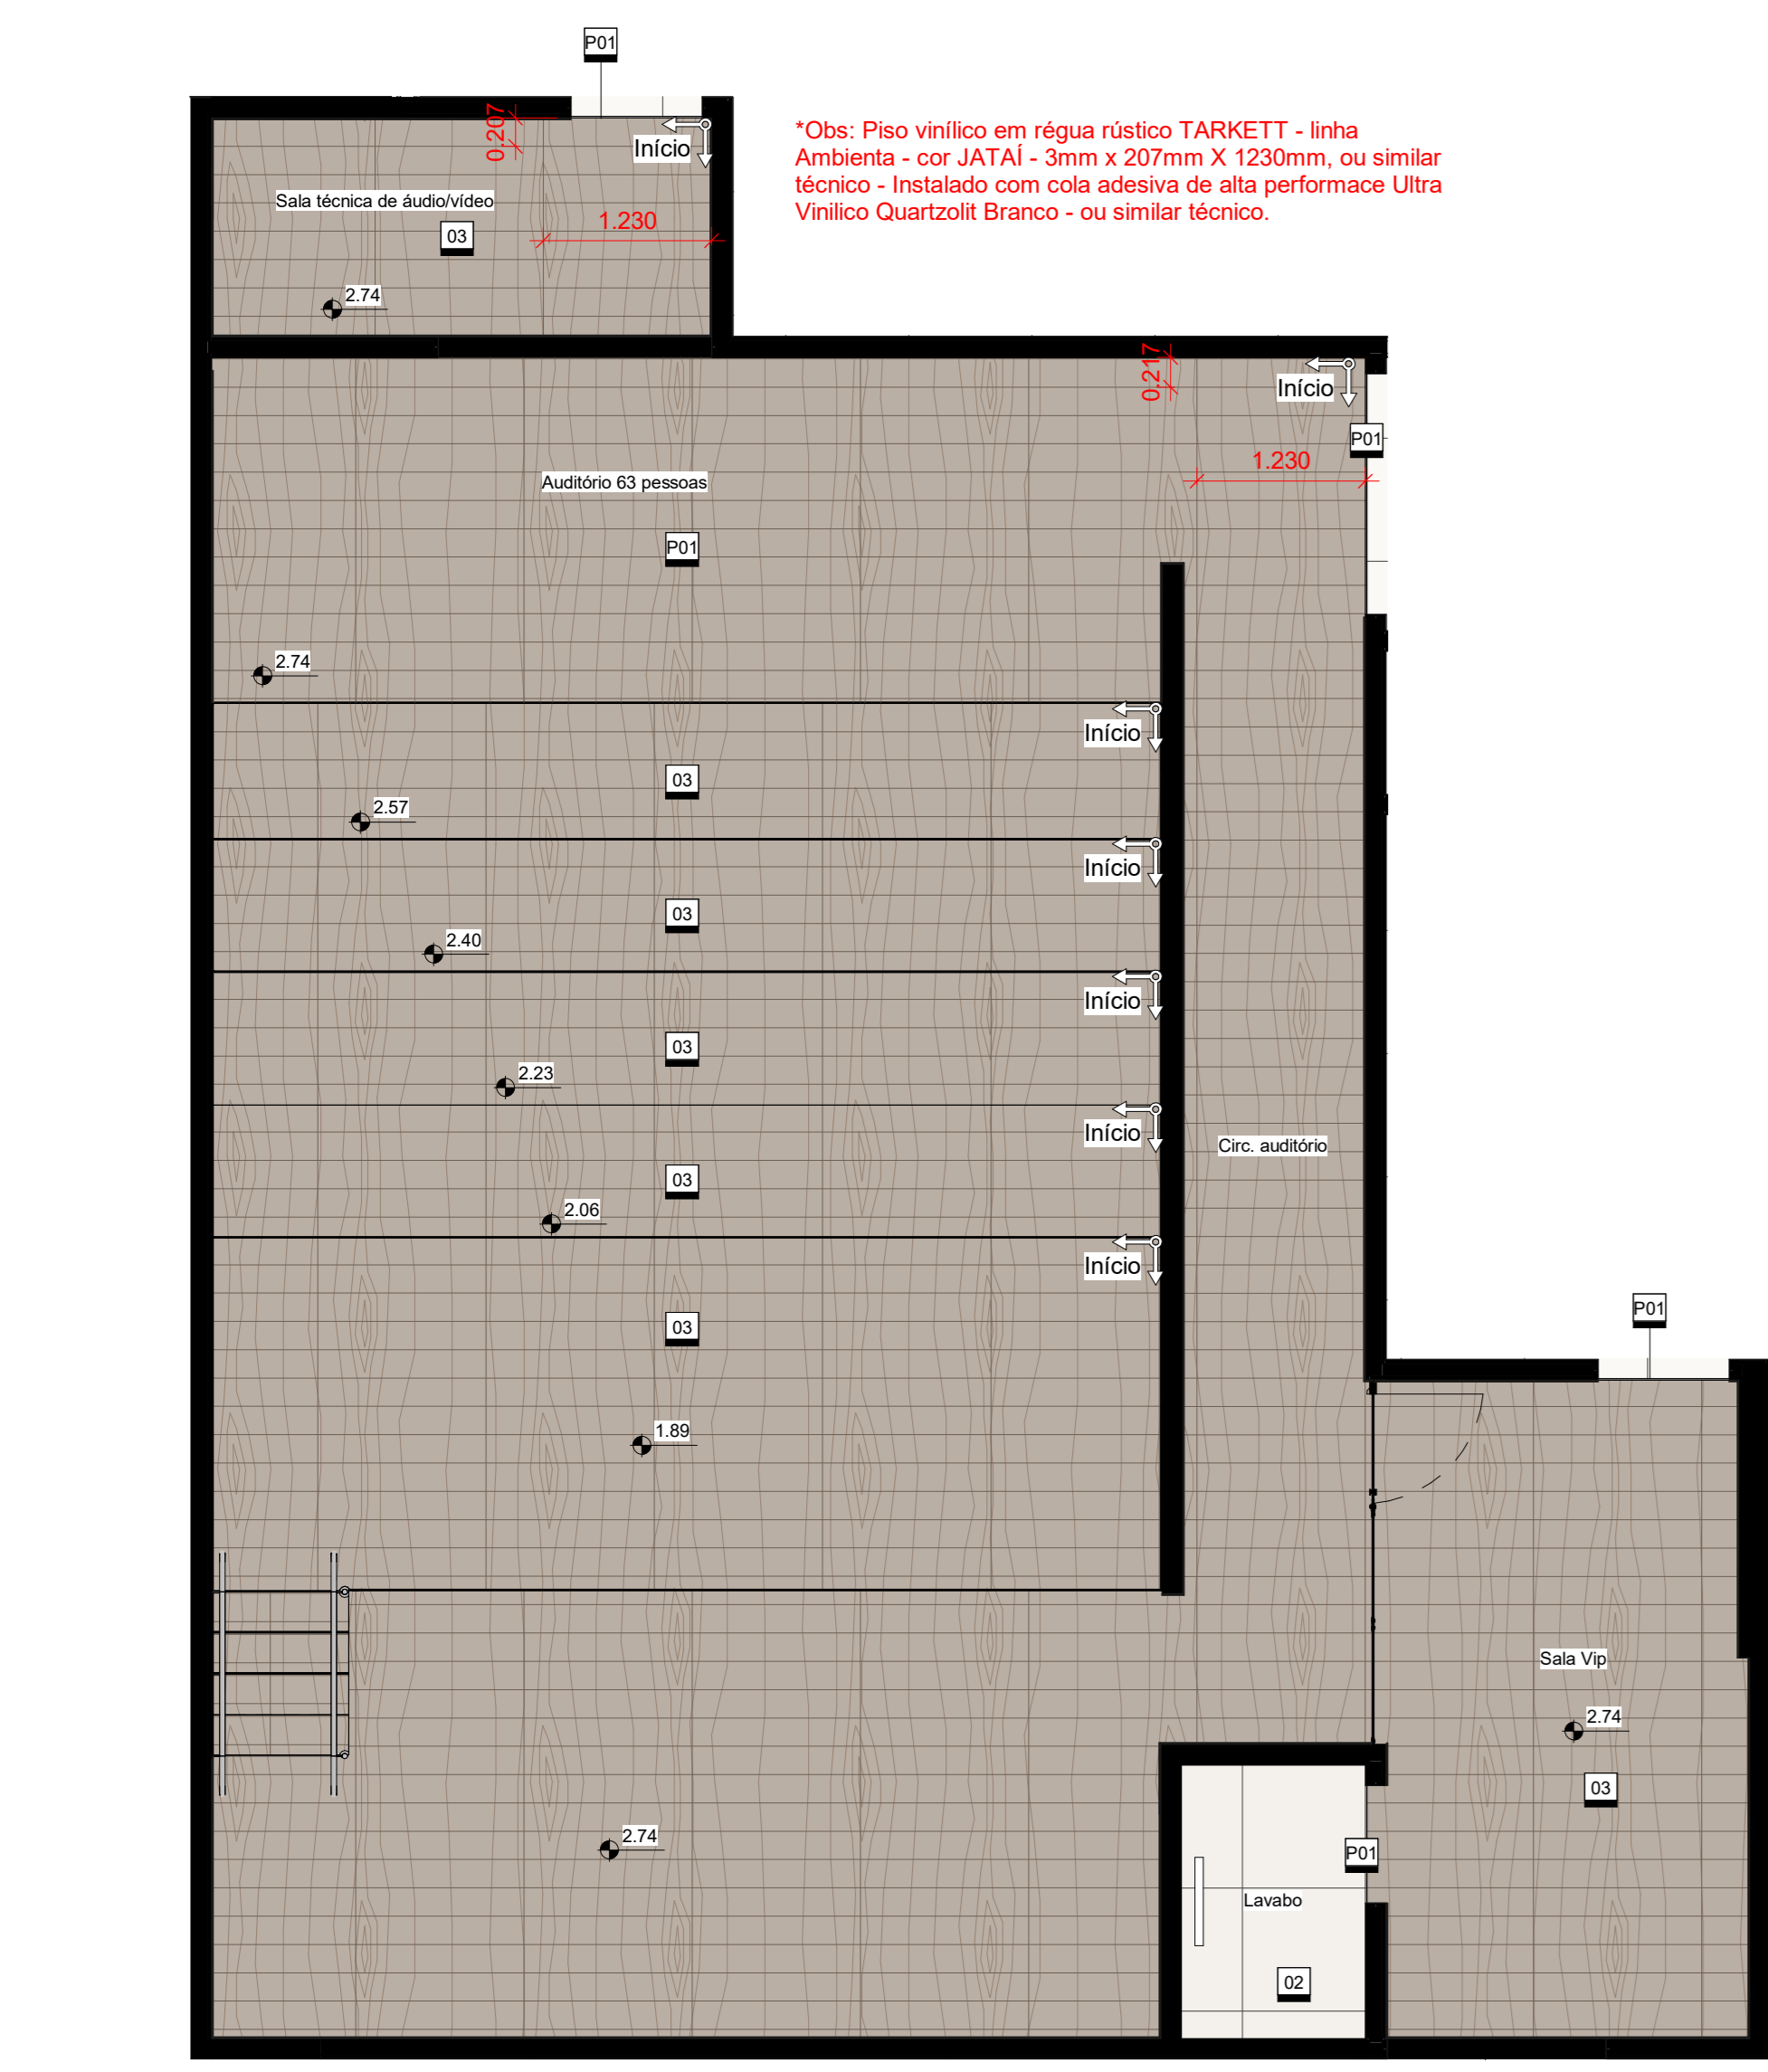 P01
*Obs: Piso vinílico em régua rústico TARKETT - linha
Ambienta - cor JATAÍ - 3mm x 207mm X 1230mm, ou similar
técnico - Instalado com cola adesiva de alta performace Ultra
Vinilico Quartzolit Branco - ou similar técnico.
0.207
Início
Sala técnica de áudio/vídeo
03
1.230
2.74
0.217
Início
P01
1.230
Auditório 63 pessoas
P01
2.74
Início
03
2.57
Início
03
2.40
Início
03
2.23
Início
Circ. auditório
03
2.06
Início
03
P01
1.89
Sala Vip
2.74
03
2.74
P01
Lavabo
02